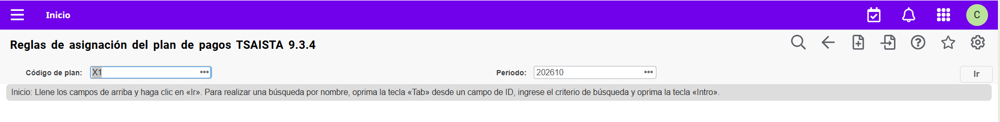 Inicio
C
Reglas de asignación del plan de pagos TSAISTA 9.3.4
Código de plan: X1 ••• Periodo: 202610 ••• Ir
Inicio: Llene los campos de arriba y haga clic en «Ir». Para realizar una búsqueda por nombre, oprima la tecla «Tab» desde un campo de ID, ingrese el criterio de búsqueda y oprima la tecla «Intro».